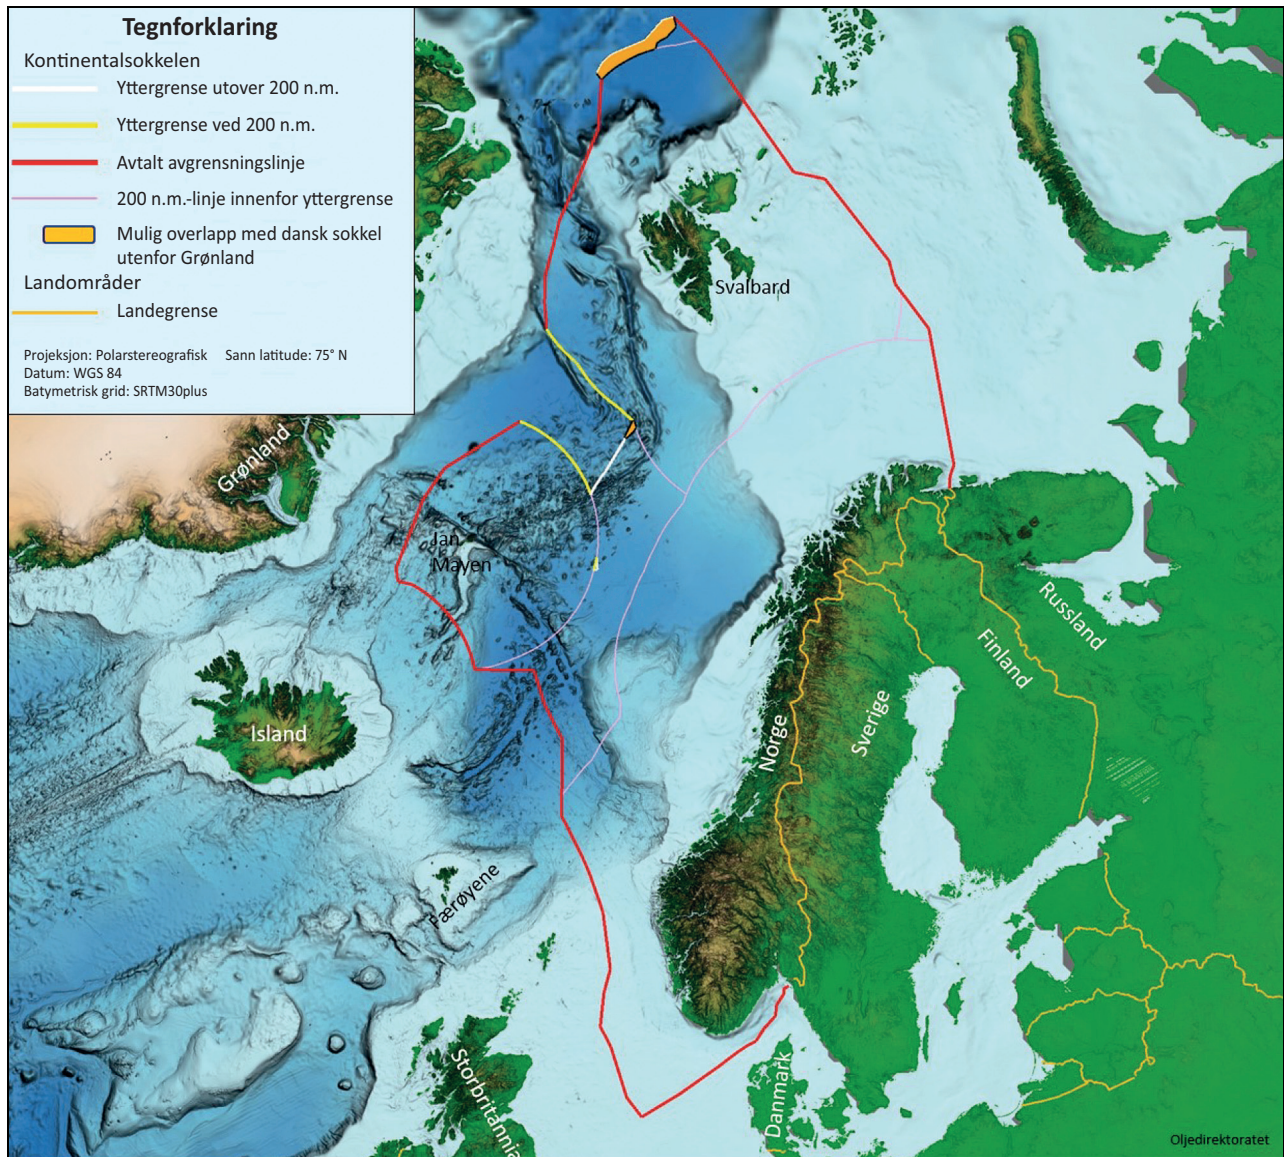 Tegnforklaring
Kontinentalsokkelen
Yttergrense utover 200 n.m.
Yttergrense ved 200 n.m.
Avtalt avgrensningslinje
200 n.m.-linje innenfor yttergrense
Mulig overlapp med dansk sokkel
utenfor Grønland
Landområder
Landegrense
Projeksjon: Polarstereografisk Sann latitude: 75° N
Datum: WGS 84
Batymetrisk grid: SRTM30plus
Svalbard
Grønland
Jan
Mayen
Russland
Finland
Sverige
Norge
Island
Færøyene
Storbritannia
Danmark
Oljedirektoratet